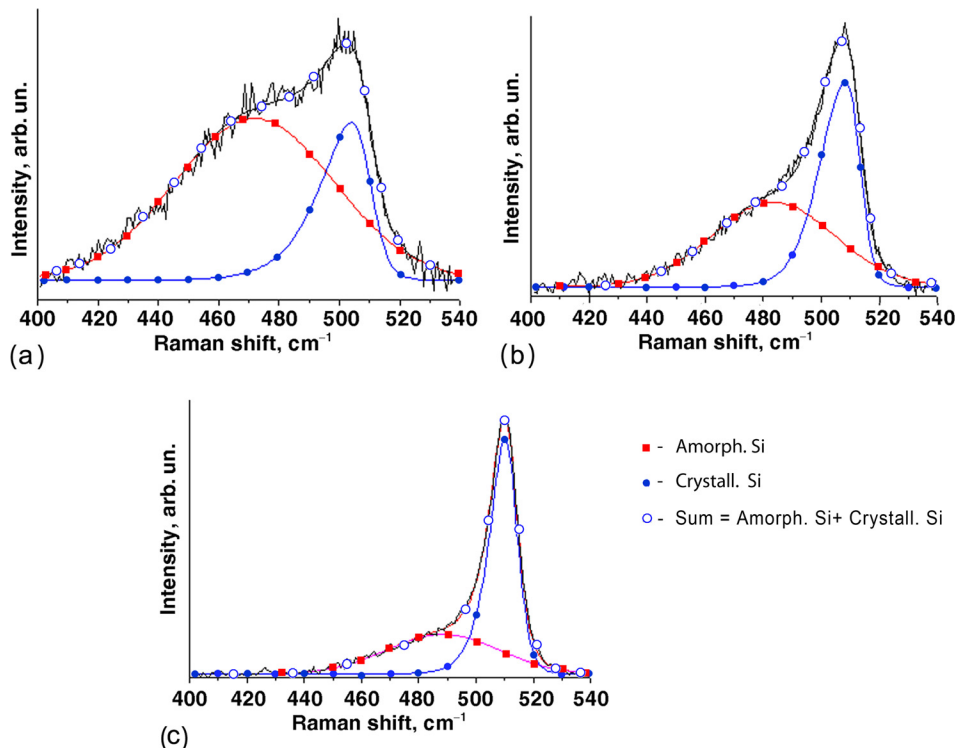 Intensity, arb. un.
400 420 440 460 480 500 520 540
Raman shift, cm⁻¹
(a)
Intensity, arb. un.
400 420 440 460 480 500 520 540
Raman shift, cm⁻¹
(b)
Intensity, arb. un.
400 420 440 460 480 500 520 540
Raman shift, cm⁻¹
(c)
- Amorph. Si
- Crystall. Si
- Sum = Amorph. Si+ Crystall. Si